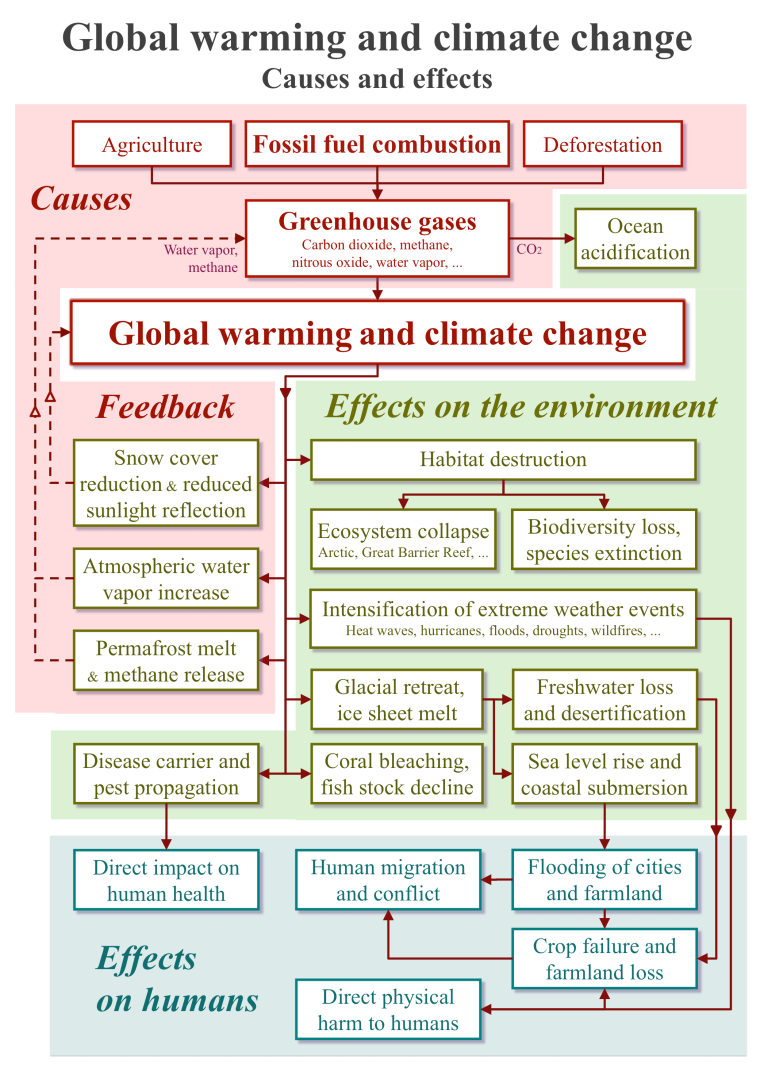 Global warming and climate change
Causes and effects
Agriculture
Fossil fuel combustion
Deforestation
Causes
Greenhouse gases
Carbon dioxide, methane,
nitrous oxide, water vapor, ...
Water vapor,
methane
CO₂
Ocean
acidification
Global warming and climate change
Feedback
Effects on the environment
Snow cover
reduction & reduced
sunlight reflection
Habitat destruction
Ecosystem collapse
Arctic, Great Barrier Reef, ...
Biodiversity loss,
species extinction
Atmospheric water
vapor increase
Intensification of extreme weather events
Heat waves, hurricanes, floods, droughts, wildfires, ...
Permafrost melt
& methane release
Glacial retreat,
ice sheet melt
Freshwater loss
and desertification
Disease carrier and
pest propagation
Coral bleaching,
fish stock decline
Sea level rise and
coastal submersion
Direct impact on
human health
Human migration
and conflict
Flooding of cities
and farmland
Effects
on humans
Crop failure and
farmland loss
Direct physical
harm to humans